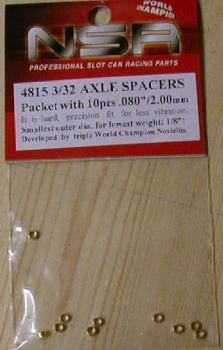 WORLD
CHAMPION
NSR
PROFESSIONAL SLOT CAR RACING PARTS
4815 3/32 AXLE SPACERS
Packet with 10pcs .080"/2.00mm
It is hard, precision fit for less vibration.
Smallest outer dia. for lowest weight: 1/8"!
Developed by triple World Champion Noviello.